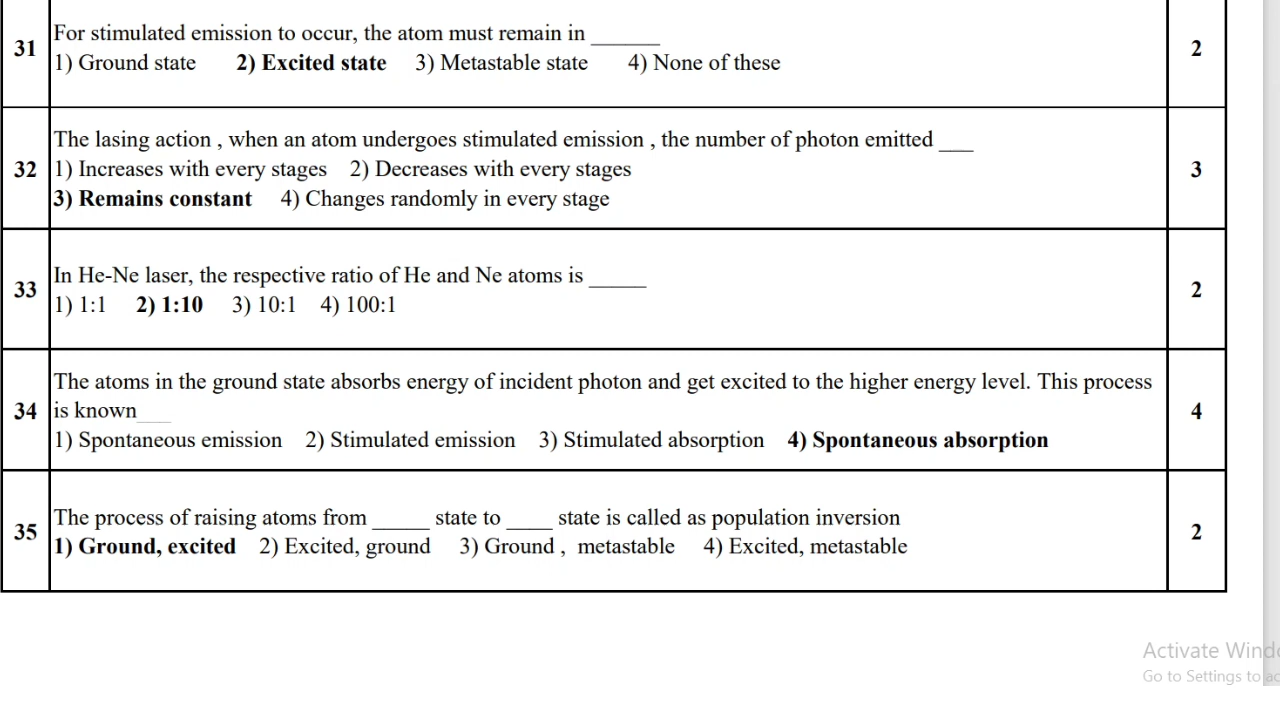 31
For stimulated emission to occur, the atom must remain in ______
1) Ground state 2) Excited state 3) Metastable state 4) None of these
2
32
The lasing action , when an atom undergoes stimulated emission , the number of photon emitted ___
1) Increases with every stages 2) Decreases with every stages
3) Remains constant 4) Changes randomly in every stage
3
33
In He-Ne laser, the respective ratio of He and Ne atoms is _____
1) 1:1 2) 1:10 3) 10:1 4) 100:1
2
34
The atoms in the ground state absorbs energy of incident photon and get excited to the higher energy level. This process
is known___
1) Spontaneous emission 2) Stimulated emission 3) Stimulated absorption 4) Spontaneous absorption
4
35
The process of raising atoms from _____ state to ____ state is called as population inversion
1) Ground, excited 2) Excited, ground 3) Ground , metastable 4) Excited, metastable
2
Activate Windo
Go to Settings to ac